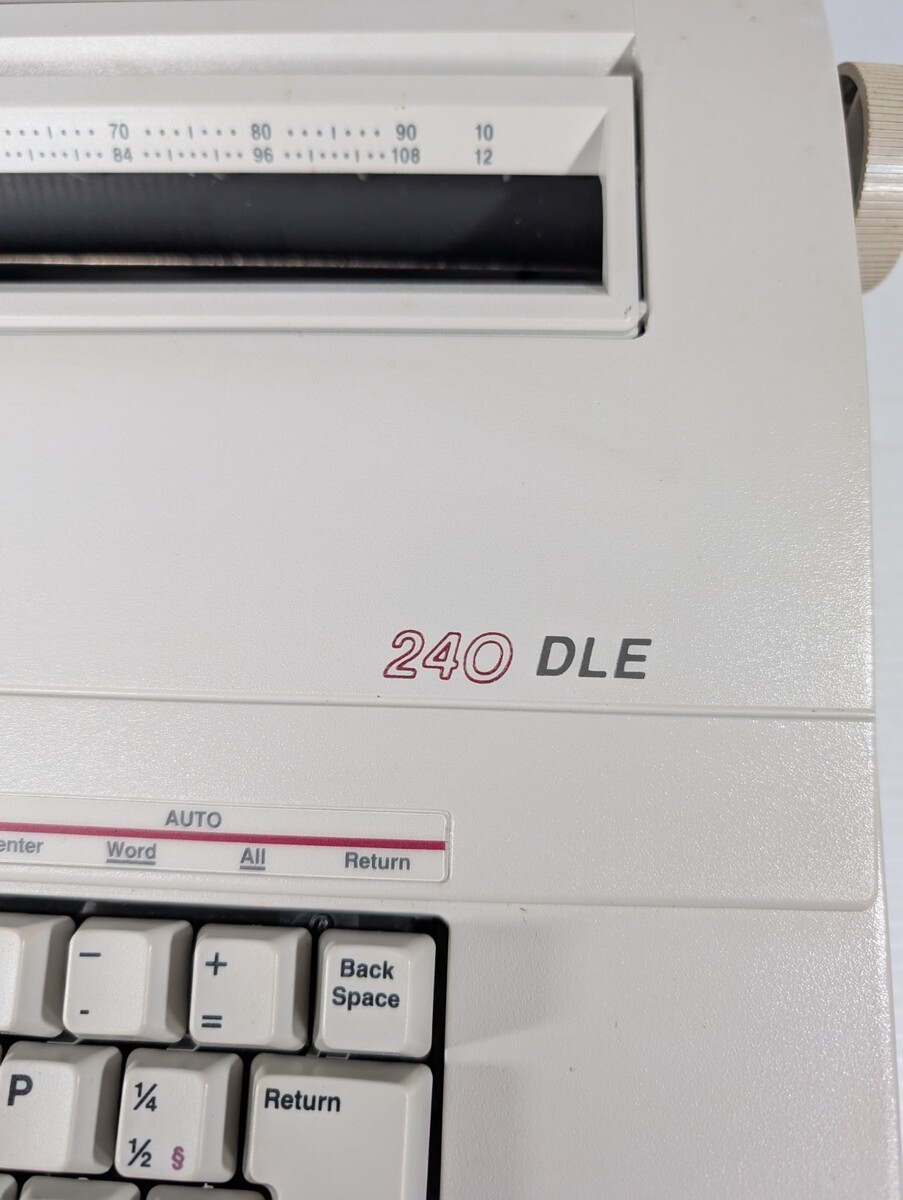 70 80 90 10
84 96 108 12
240 DLE
AUTO
Word All Return
— +
- =
Back
Space
P ¼ Return
½ §